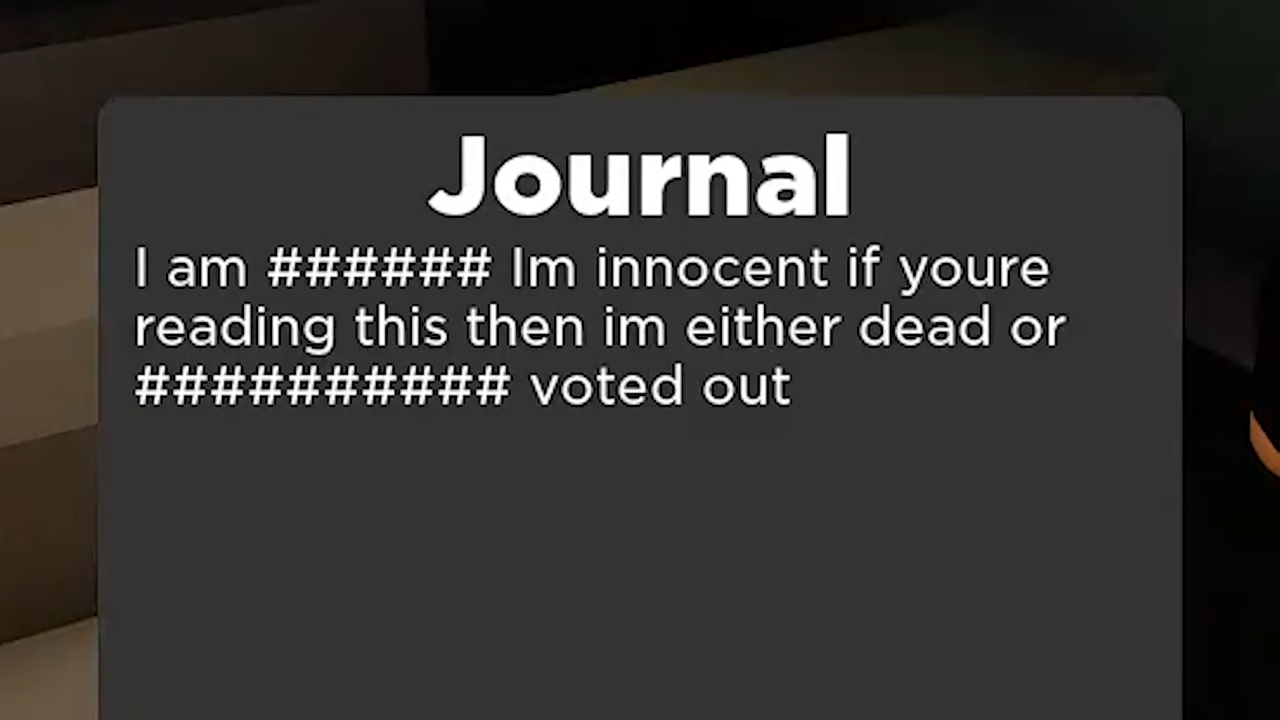 Journal
I am ###### Im innocent if youre
reading this then im either dead or
########## voted out